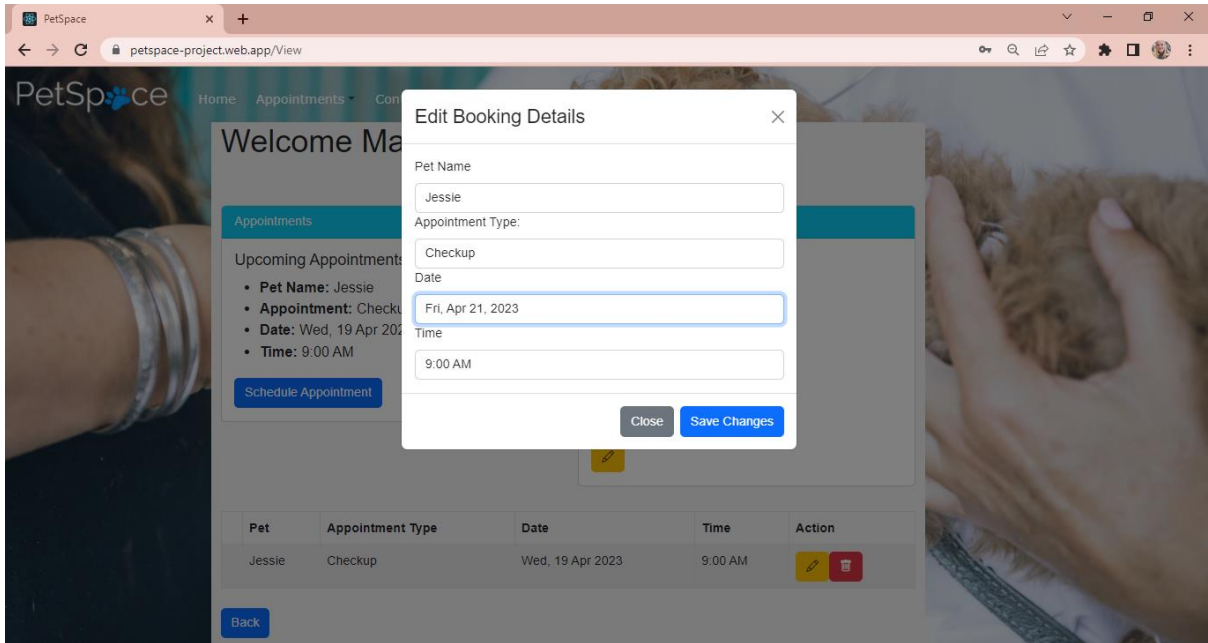 PetSpace
petspace-project.web.app/View
PetSpace
Home Appointments Con
Welcome Ma
Edit Booking Details
Pet Name
Jessie
Appointment Type:
Checkup
Date
Fri, Apr 21, 2023
Time
9:00 AM
Close Save Changes
Appointments
Upcoming Appointments
Pet Name: Jessie
Appointment: Checku
Date: Wed, 19 Apr 202
Time: 9:00 AM
Schedule Appointment
Pet Appointment Type Date Time Action
Jessie Checkup Wed, 19 Apr 2023 9:00 AM
Back